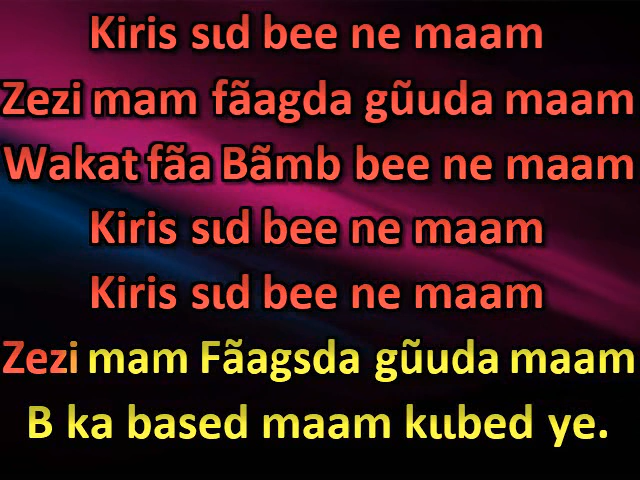 Kiris sɩd bee ne maam
Zezi mam fãagda gũuda maam
Wakat fãa Bãmb bee ne maam
Kiris sɩd bee ne maam
Kiris sɩd bee ne maam
Zezi mam Fãagsda gũuda maam
B ka based maam kɩɩbed ye.